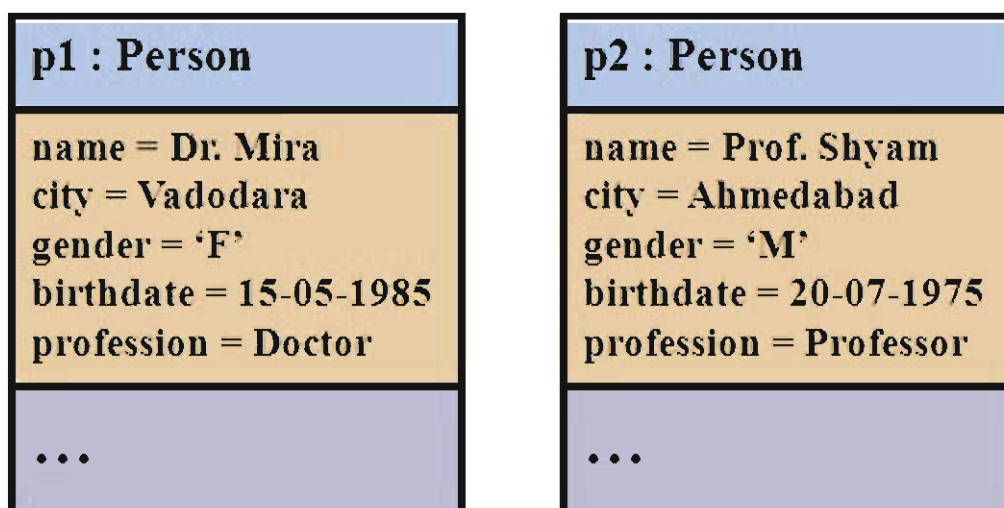 p1 : Person
name = Dr. Mira
city = Vadodara
gender = ‘F’
birthdate = 15-05-1985
profession = Doctor
...
p2 : Person
name = Prof. Shyam
city = Ahmedabad
gender = ‘M’
birthdate = 20-07-1975
profession = Professor
...